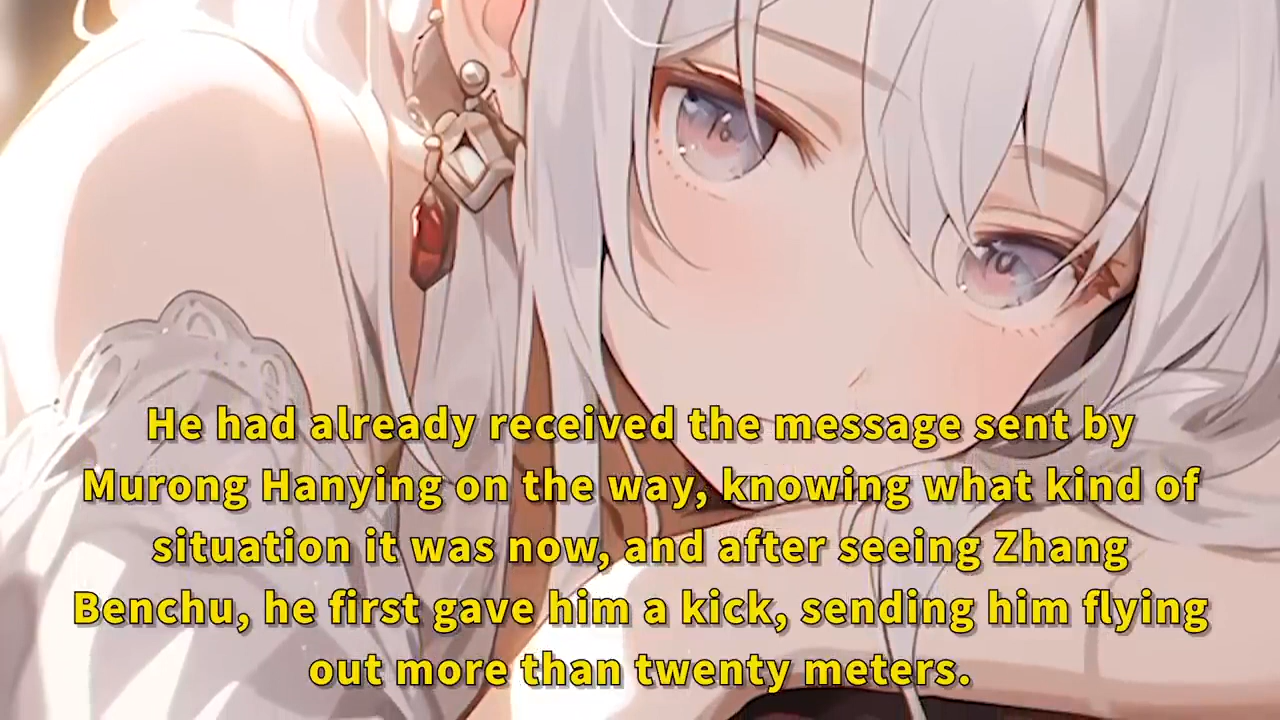 He had already received the message sent by
Murong Hanying on the way, knowing what kind of
situation it was now, and after seeing Zhang
Benchu, he first gave him a kick, sending him flying
out more than twenty meters.